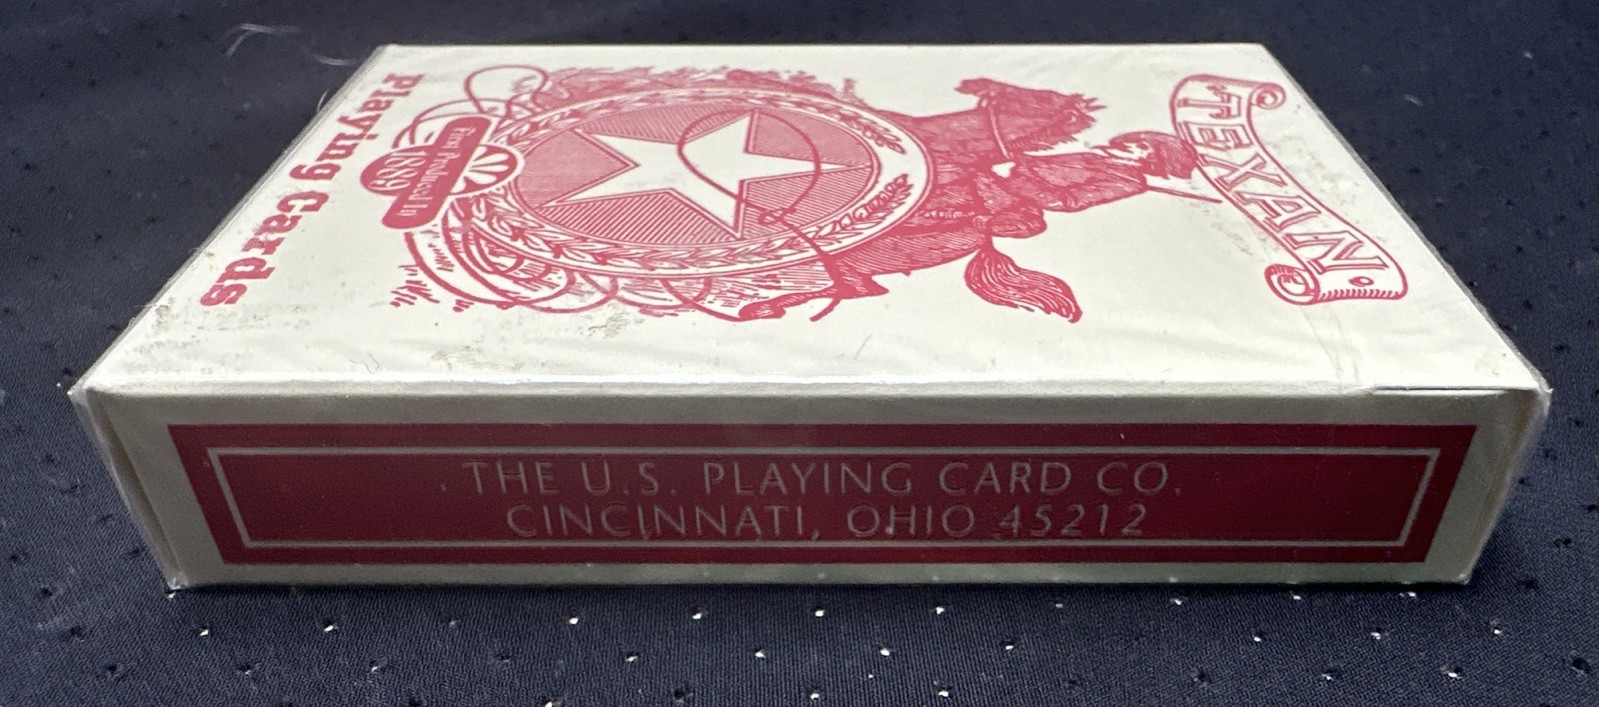 TEXAN
First Produced In
1889
Playing Cards
THE U.S. PLAYING CARD CO.
CINCINNATI, OHIO 45212